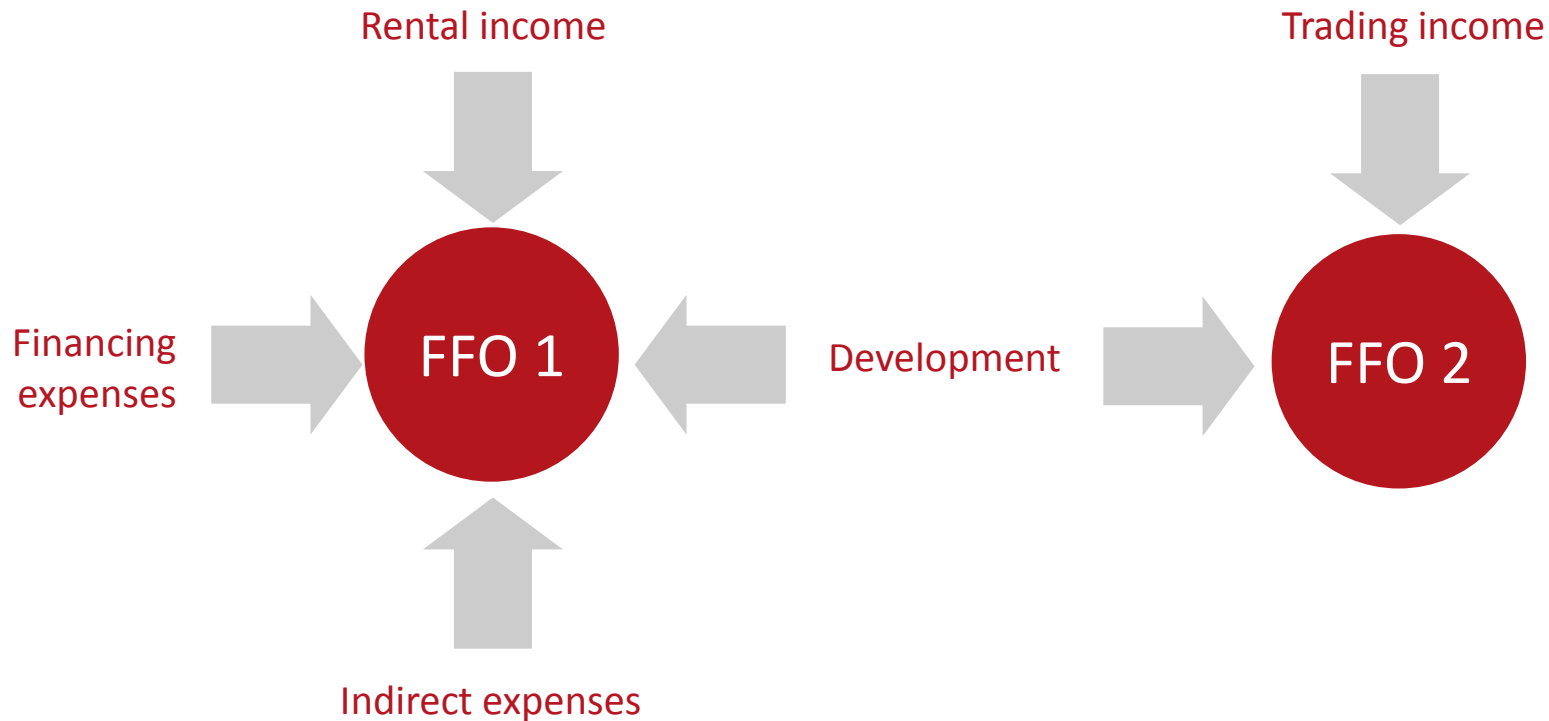 Rental income
Trading income
Financing
expenses
FFO 1
Development
FFO 2
Indirect expenses